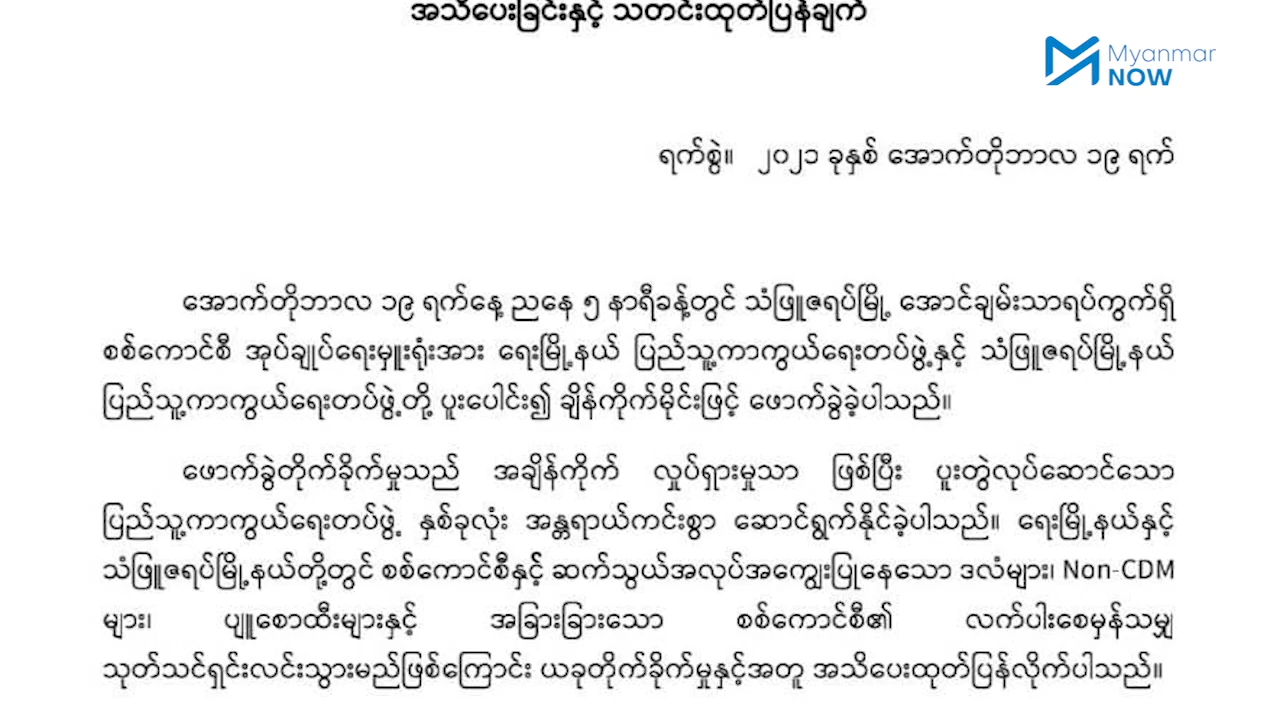 အသိပေးခြင်းနှင့် သတင်းထုတ်ပြန်ချက်
Myanmar
NOW
ရက်စွဲ။ ၂၀၂၁ ခုနှစ် အောက်တိုဘာလ ၁၉ ရက်
အောက်တိုဘာလ ၁၉ ရက်နေ့ ညနေ ၅ နာရီခန့်တွင် သံဖြူဇရပ်မြို့ အောင်ချမ်းသာရပ်ကွက်ရှိ
စစ်ကောင်စီ အုပ်ချုပ်ရေးမှူးရုံးအား ရေးမြို့နယ် ပြည်သူ့ကာကွယ်ရေးတပ်ဖွဲ့နှင့် သံဖြူဇရပ်မြို့နယ်
ပြည်သူ့ကာကွယ်ရေးတပ်ဖွဲ့တို့ ပူးပေါင်း၍ ချိန်ကိုက်မိုင်းဖြင့် ဖောက်ခွဲခဲ့ပါသည်။
ဖောက်ခွဲတိုက်ခိုက်မှုသည် အချိန်ကိုက် လှုပ်ရှားမှုသာ ဖြစ်ပြီး ပူးတွဲလုပ်ဆောင်သော
ပြည်သူ့ကာကွယ်ရေးတပ်ဖွဲ့ နှစ်ခုလုံး အန္တရာယ်ကင်းစွာ ဆောင်ရွက်နိုင်ခဲ့ပါသည်။ ရေးမြို့နယ်နှင့်
သံဖြူဇရပ်မြို့နယ်တို့တွင် စစ်ကောင်စီနှင့် ဆက်သွယ်အလုပ်အကျွေးပြုနေသော ဒလံများ၊ Non-CDM
များ၊ ပျူစောထီးများနှင့် အခြားခြားသော စစ်ကောင်စီ၏ လက်ပါးစေမှန်သမျှ
သုတ်သင်ရှင်းလင်းသွားမည်ဖြစ်ကြောင်း ယခုတိုက်ခိုက်မှုနှင့်အတူ အသိပေးထုတ်ပြန်လိုက်ပါသည်။